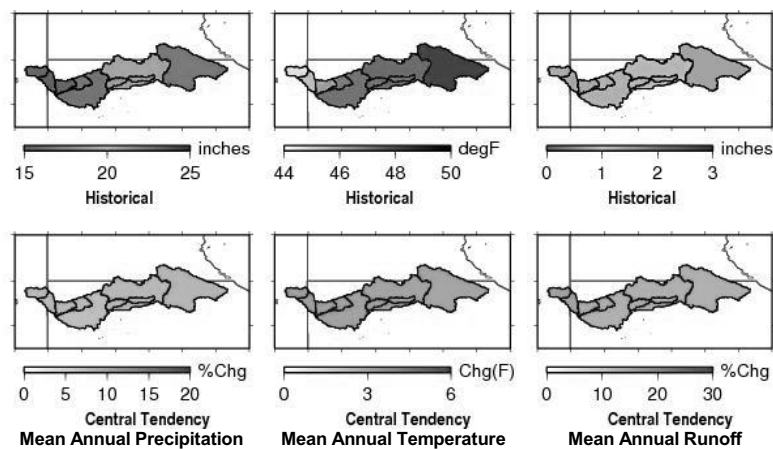 inches degF inches
15 20 25 44 46 48 50 0 1 2 3
Historical Historical Historical
%Chg Chg(F) %Chg
0 5 10 15 20 0 3 6 0 10 20 30
Central Tendency Central Tendency Central Tendency
Mean Annual Precipitation Mean Annual Temperature Mean Annual Runoff